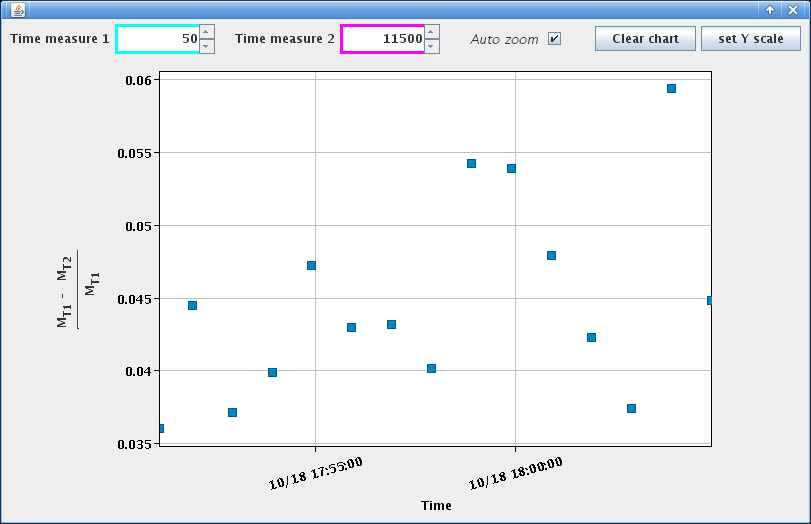 Time measure 1 50 Time measure 2 11500 Auto zoom Clear chart set Y scale
0.06
0.055
0.05
0.045
0.04
0.035
MT1 - MT2
MT1
10/18 17:55:00 10/18 18:00:00
Time